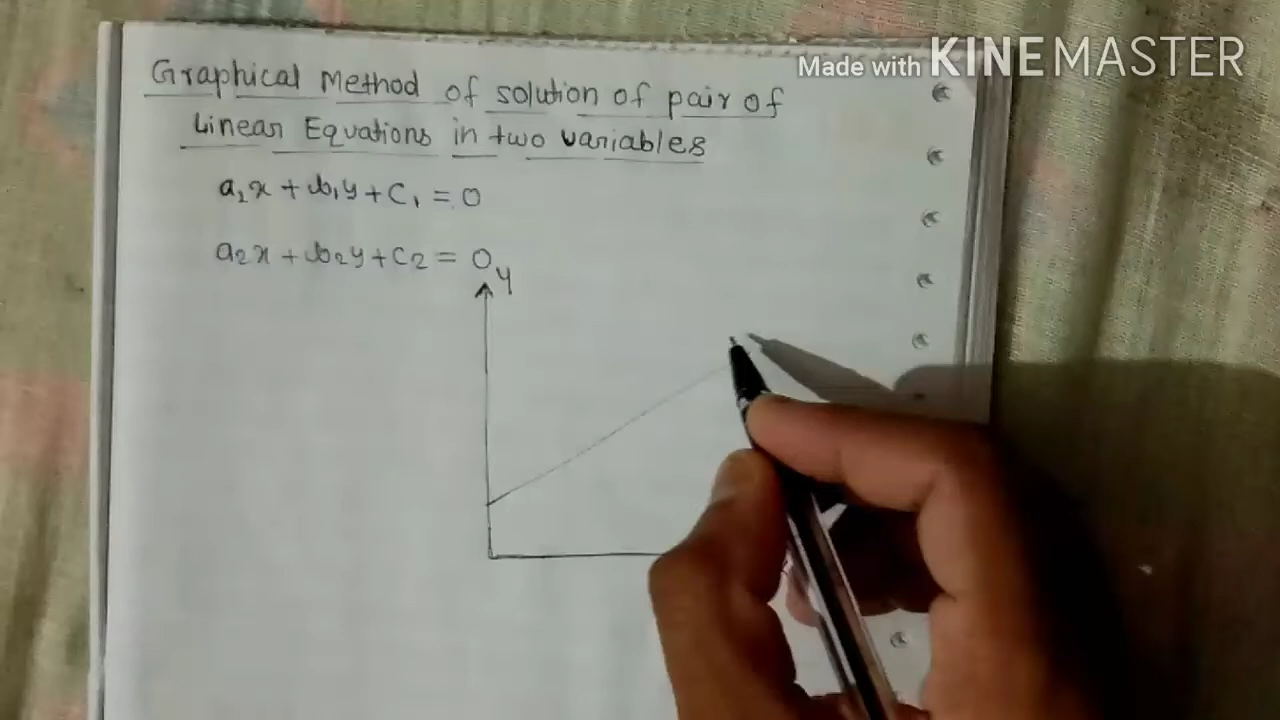 Made with KINEMASTER
Graphical Method of solution of pair of
Linear Equations in two variables
a₁x + b₁y + C₁ = 0
a₂x + b₂y + C₂ = 0
y